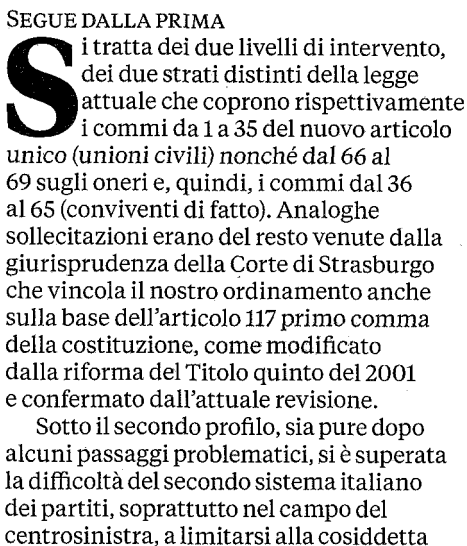 SEGUE DALLA PRIMA
Si tratta dei due livelli di intervento,
dei due strati distinti della legge
attuale che coprono rispettivamente
i commi da 1 a 35 del nuovo articolo
unico (unioni civili) nonché dal 66 al
69 sugli oneri e, quindi, i commi dal 36
al 65 (conviventi di fatto). Analoghe
sollecitazioni erano del resto venute dalla
giurisprudenza della Corte di Strasburgo
che vincola il nostro ordinamento anche
sulla base dell'articolo 117 primo comma
della costituzione, come modificato
dalla riforma del Titolo quinto del 2001
e confermato dall'attuale revisione.
Sotto il secondo profilo, sia pure dopo
alcuni passaggi problematici, si è superata
la difficoltà del secondo sistema italiano
dei partiti, soprattutto nel campo del
centrosinistra, a limitarsi alla cosiddetta